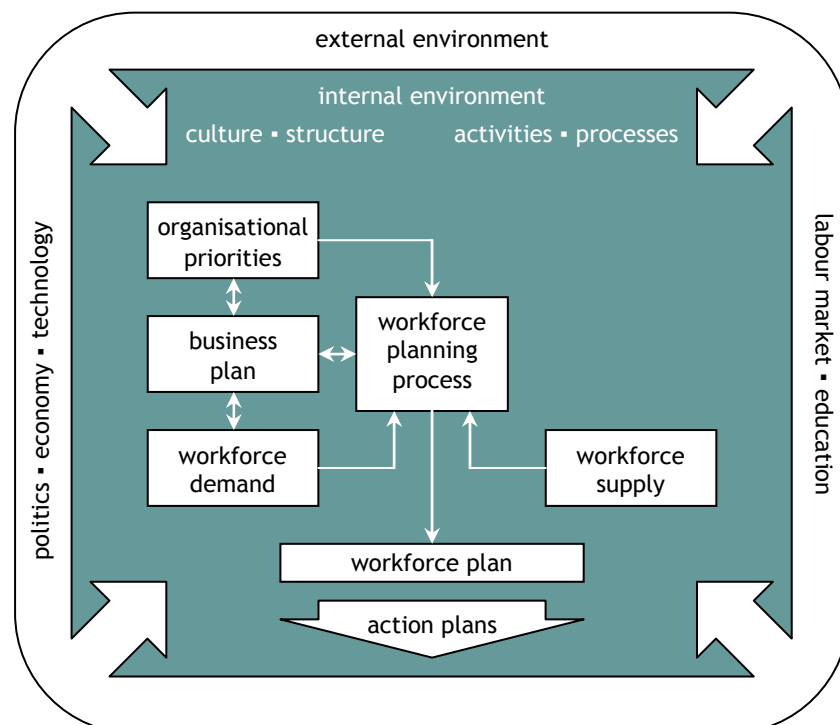 external environment
internal environment
culture ▪ structure
activities ▪ processes
politics ▪ economy ▪ technology
labour market ▪ education
organisational
priorities
business
plan
workforce
planning
process
workforce
demand
workforce
supply
workforce plan
action plans